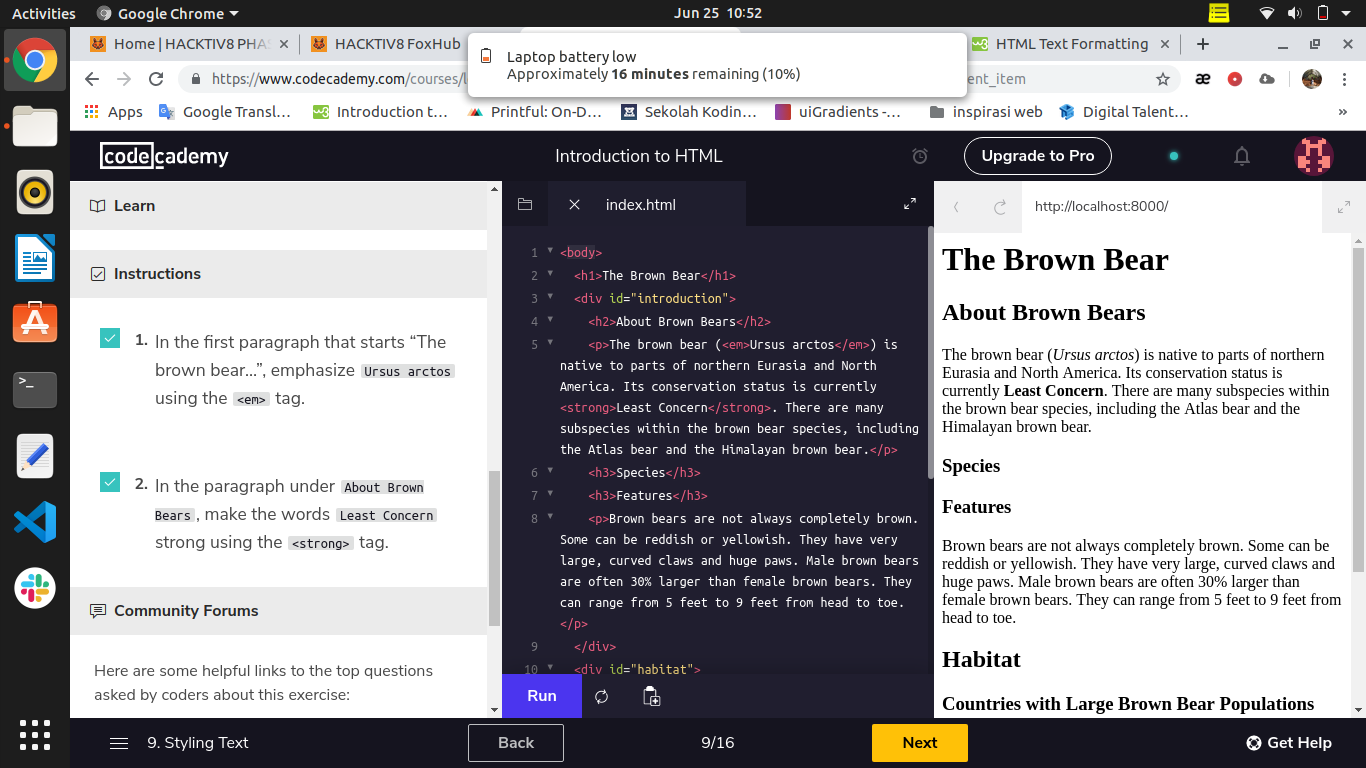 Activities
Google Chrome
Jun 25 10:52
Home | HACKTIV8 PHAS
HACKTIV8 FoxHub
HTML Text Formatting
Laptop battery low
Approximately 16 minutes remaining (10%)
https://www.codecademy.com/courses/l
ent_item
Apps
Google Transl…
Introduction t…
Printful: On-D…
Sekolah Kodin…
uiGradients -…
inspirasi web
Digital Talent…
»
codecademy
Introduction to HTML
Upgrade to Pro
Learn
Instructions
1. In the first paragraph that starts “The
brown bear…”, emphasize Ursus arctos
using the <em> tag.
2. In the paragraph under About Brown
Bears, make the words Least Concern
strong using the <strong> tag.
Community Forums
Here are some helpful links to the top questions
asked by coders about this exercise:
index.html
1 <body>
2 <h1>The Brown Bear</h1>
3 <div id="introduction">
4 <h2>About Brown Bears</h2>
5 <p>The brown bear (<em>Ursus arctos</em>) is
native to parts of northern Eurasia and North
America. Its conservation status is currently
<strong>Least Concern</strong>. There are many
subspecies within the brown bear species, including
the Atlas bear and the Himalayan brown bear.</p>
6 <h3>Species</h3>
7 <h3>Features</h3>
8 <p>Brown bears are not always completely brown.
Some can be reddish or yellowish. They have very
large, curved claws and huge paws. Male brown bears
are often 30% larger than female brown bears. They
can range from 5 feet to 9 feet from head to toe.
</p>
9 </div>
10 <div id="habitat">
Run
http://localhost:8000/
The Brown Bear
About Brown Bears
The brown bear (Ursus arctos) is native to parts of northern
Eurasia and North America. Its conservation status is
currently Least Concern. There are many subspecies within
the brown bear species, including the Atlas bear and the
Himalayan brown bear.
Species
Features
Brown bears are not always completely brown. Some can be
reddish or yellowish. They have very large, curved claws and
huge paws. Male brown bears are often 30% larger than
female brown bears. They can range from 5 feet to 9 feet from
head to toe.
Habitat
Countries with Large Brown Bear Populations
9. Styling Text
Back
9/16
Next
Get Help